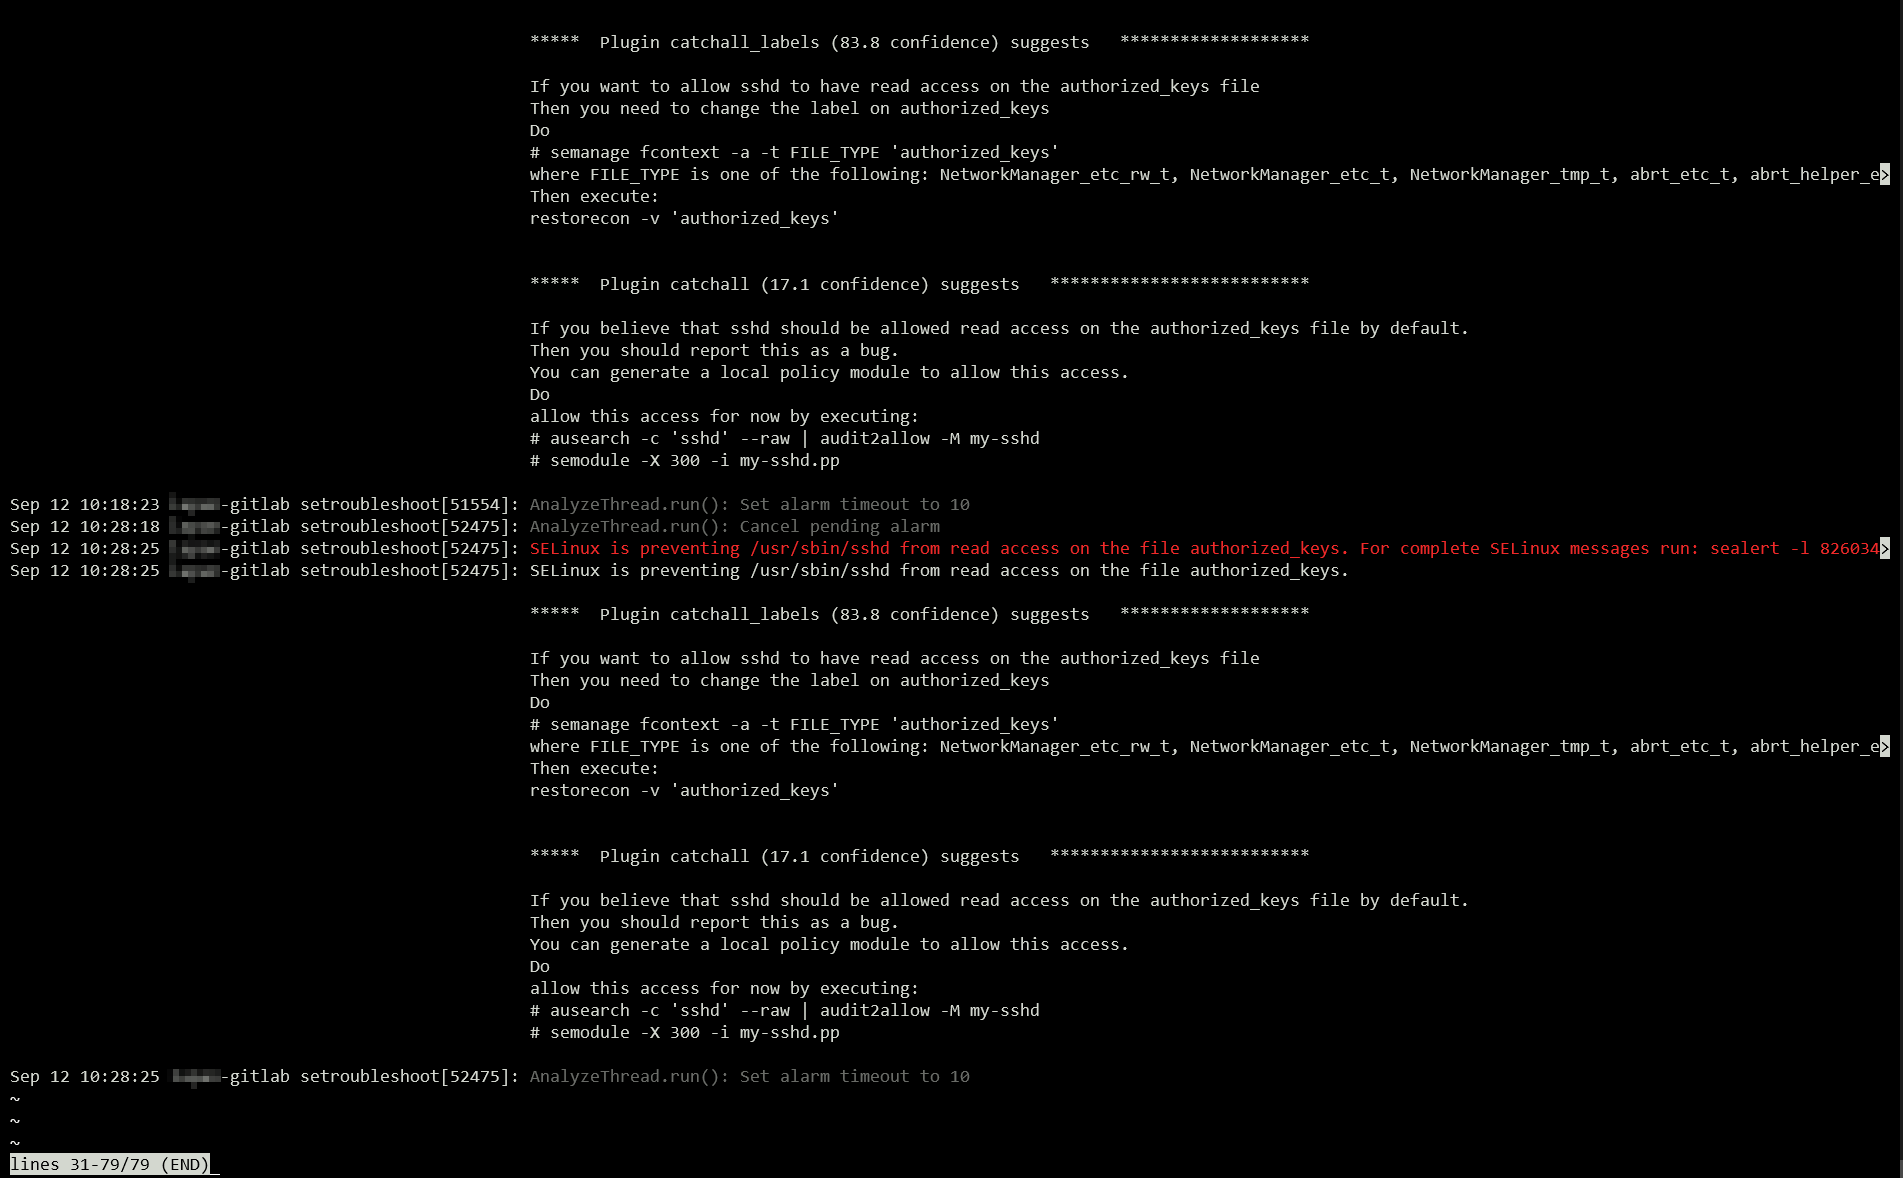 *****  Plugin catchall_labels (83.8 confidence) suggests   *******************
If you want to allow sshd to have read access on the authorized_keys file
Then you need to change the label on authorized_keys
Do
# semanage fcontext -a -t FILE_TYPE 'authorized_keys'
where FILE_TYPE is one of the following: NetworkManager_etc_rw_t, NetworkManager_etc_t, NetworkManager_tmp_t, abrt_etc_t, abrt_helper_e>
Then execute:
restorecon -v 'authorized_keys'
*****  Plugin catchall (17.1 confidence) suggests   **************************
If you believe that sshd should be allowed read access on the authorized_keys file by default.
Then you should report this as a bug.
You can generate a local policy module to allow this access.
Do
allow this access for now by executing:
# ausearch -c 'sshd' --raw | audit2allow -M my-sshd
# semodule -X 300 -i my-sshd.pp
Sep 12 10:18:23 -gitlab setroubleshoot[51554]: AnalyzeThread.run(): Set alarm timeout to 10
Sep 12 10:28:18 -gitlab setroubleshoot[52475]: AnalyzeThread.run(): Cancel pending alarm
Sep 12 10:28:25 -gitlab setroubleshoot[52475]: SELinux is preventing /usr/sbin/sshd from read access on the file authorized_keys. For complete SELinux messages run: sealert -l 826034>
Sep 12 10:28:25 -gitlab setroubleshoot[52475]: SELinux is preventing /usr/sbin/sshd from read access on the file authorized_keys.
*****  Plugin catchall_labels (83.8 confidence) suggests   *******************
If you want to allow sshd to have read access on the authorized_keys file
Then you need to change the label on authorized_keys
Do
# semanage fcontext -a -t FILE_TYPE 'authorized_keys'
where FILE_TYPE is one of the following: NetworkManager_etc_rw_t, NetworkManager_etc_t, NetworkManager_tmp_t, abrt_etc_t, abrt_helper_e>
Then execute:
restorecon -v 'authorized_keys'
*****  Plugin catchall (17.1 confidence) suggests   **************************
If you believe that sshd should be allowed read access on the authorized_keys file by default.
Then you should report this as a bug.
You can generate a local policy module to allow this access.
Do
allow this access for now by executing:
# ausearch -c 'sshd' --raw | audit2allow -M my-sshd
# semodule -X 300 -i my-sshd.pp
Sep 12 10:28:25 -gitlab setroubleshoot[52475]: AnalyzeThread.run(): Set alarm timeout to 10
~
~
~
lines 31-79/79 (END)